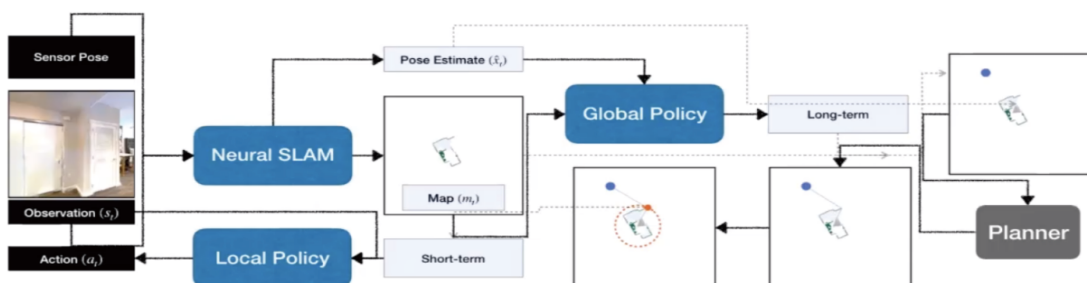 Sensor Pose
Pose Estimate (x̂ₜ)
Global Policy
Long-term
Neural SLAM
Map (mₜ)
Observation (sₜ)
Planner
Action (aₜ)
Local Policy
Short-term